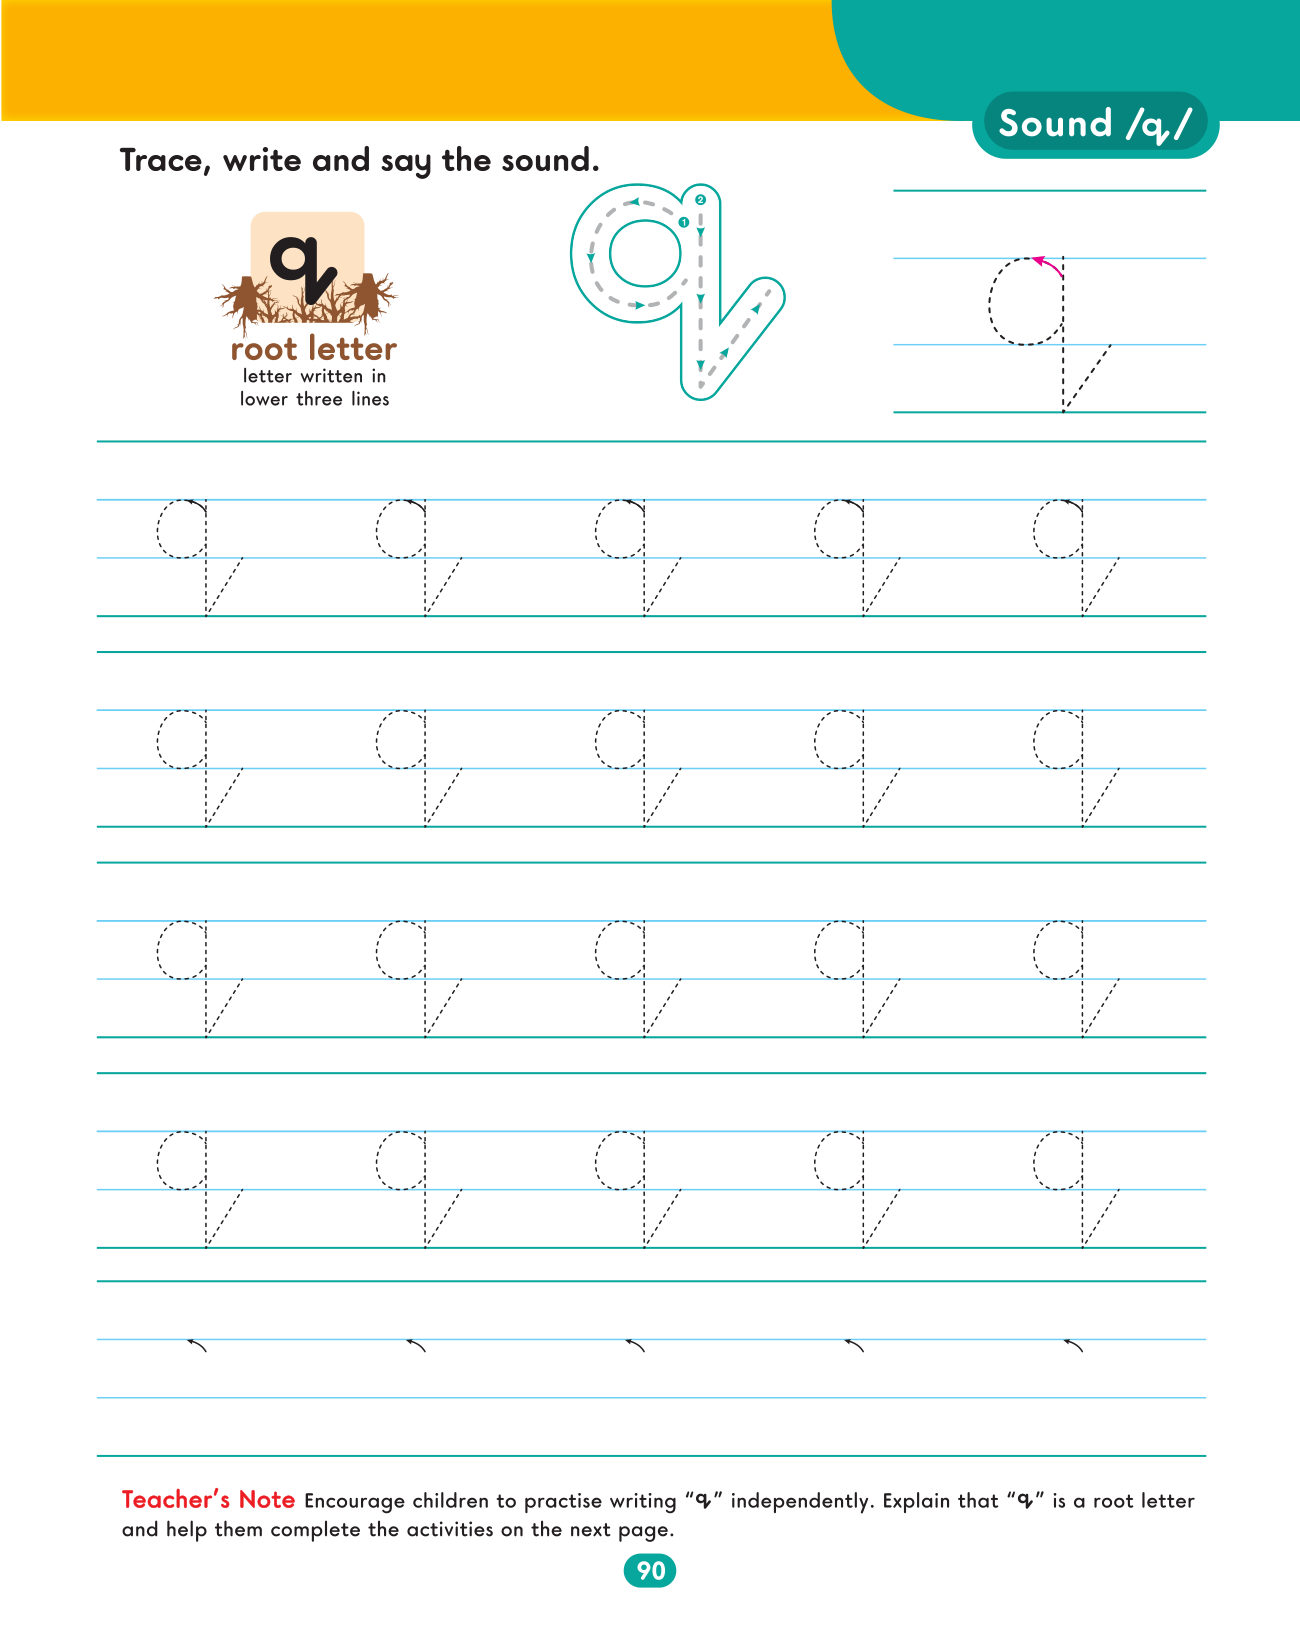 Sound /q/
Trace, write and say the sound.
q
1
2
root letter
letter written in
lower three lines
q
q q q q q
q q q q q
q q q q q
q q q q q
Teacher's Note Encourage children to practise writing “q” independently. Explain that “q” is a root letter
and help them complete the activities on the next page.
90